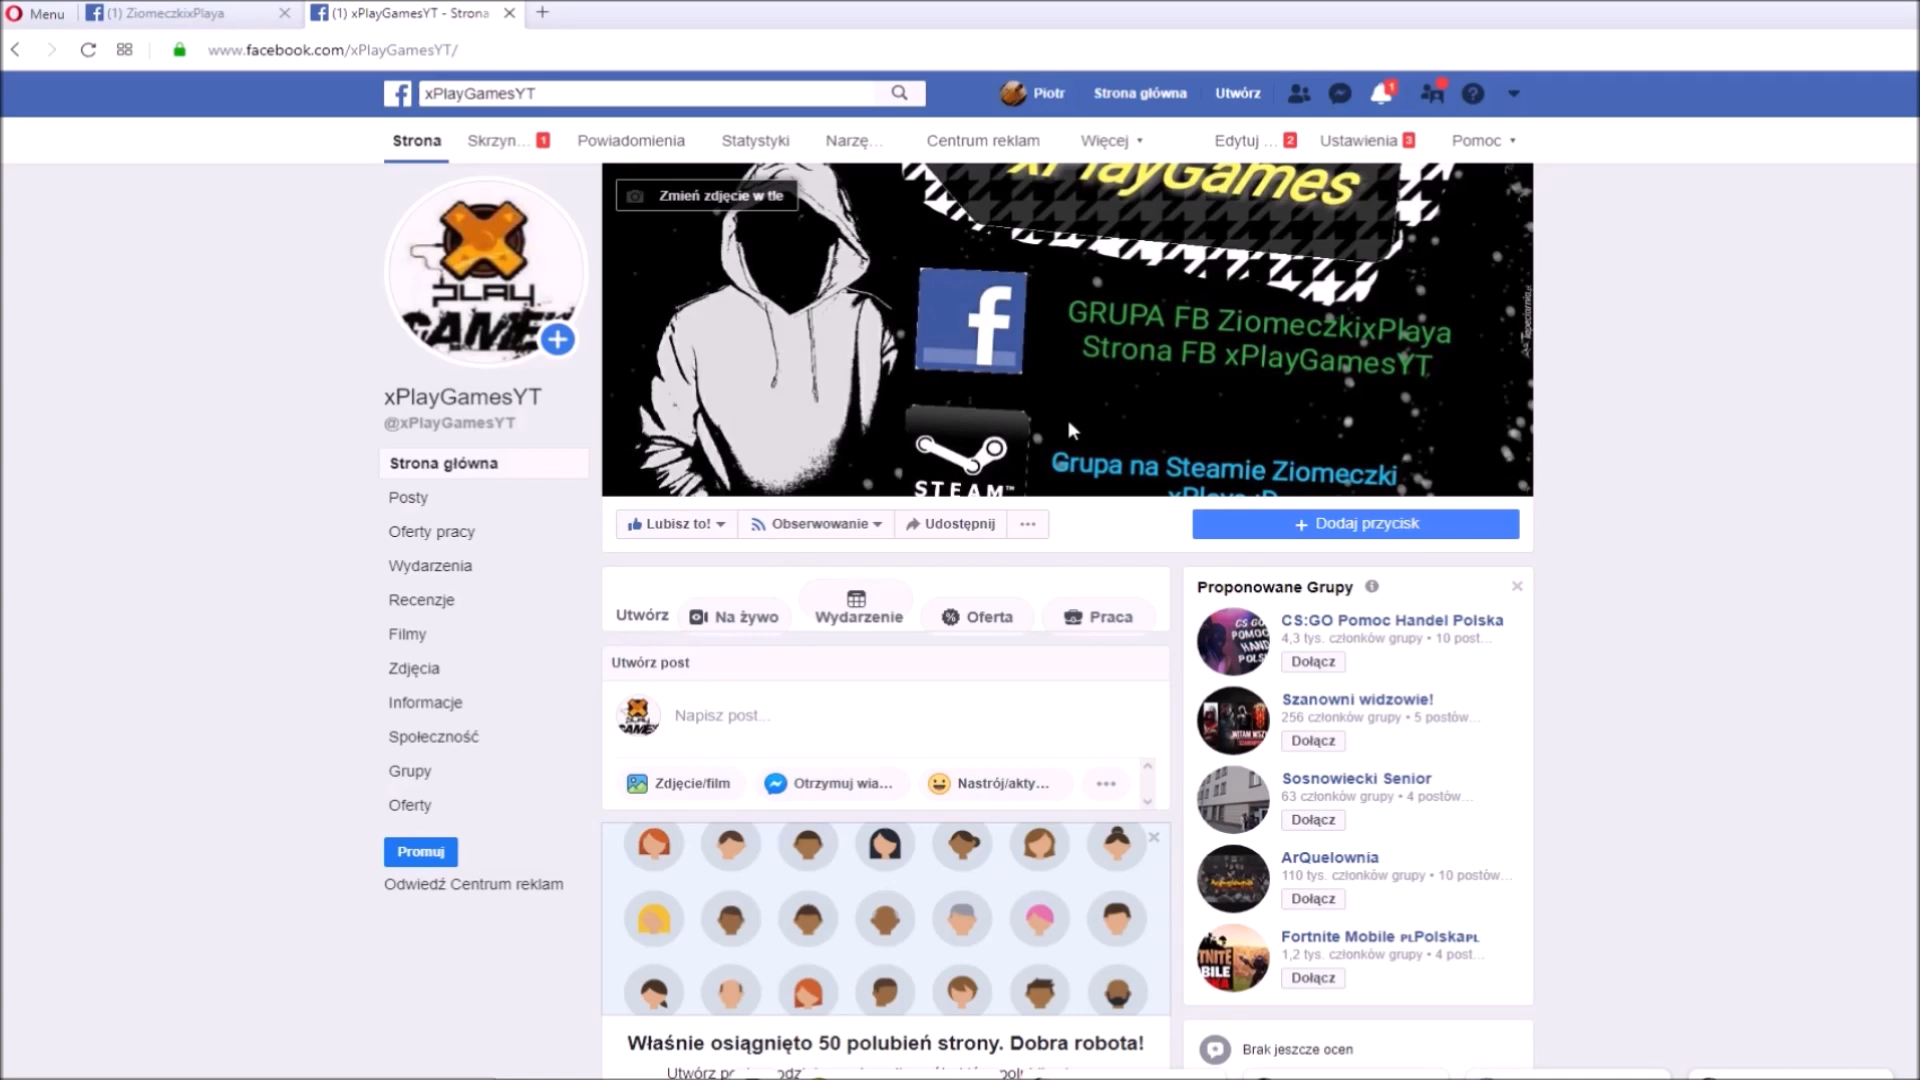 Menu
(1) ZiomeczkixPlaya
(1) xPlayGamesYT - Strona
www.facebook.com/xPlayGamesYT/
xPlayGamesYT
Piotr
Strona główna
Utwórz
1
Strona
Skrzyn... 1
Powiadomienia
Statystyki
Narzę...
Centrum reklam
Więcej
Edytuj ... 2
Ustawienia 3
Pomoc
Zmień zdjęcie w tle
xPlayGames
GRUPA FB ZiomeczkixPlaya
Strona FB xPlayGamesYT
STEAM™
Grupa na Steamie Ziomeczki
xPlaya :D
PLAY
GAMEY
xPlayGamesYT
@xPlayGamesYT
Strona główna
Posty
Oferty pracy
Wydarzenia
Recenzje
Filmy
Zdjęcia
Informacje
Społeczność
Grupy
Oferty
Promuj
Odwiedź Centrum reklam
Lubisz to!
Obserwowanie
Udostępnij
+ Dodaj przycisk
Utwórz
Na żywo
Wydarzenie
Oferta
Praca
Utwórz post
Napisz post...
Zdjęcie/film
Otrzymuj wia...
Nastrój/akty...
Właśnie osiągnięto 50 polubień strony. Dobra robota!
Proponowane Grupy
CS:GO Pomoc Handel Polska
4,3 tys. członków grupy • 10 post...
Dołącz
Szanowni widzowie!
256 członków grupy • 5 postów...
Dołącz
Sosnowiecki Senior
63 członków grupy • 4 postów...
Dołącz
ArQuelownia
110 tys. członków grupy • 10 postów...
Dołącz
Fortnite Mobile ᴘʟPolskaᴘʟ
1,2 tys. członków grupy • 4 post...
Dołącz
Brak jeszcze ocen